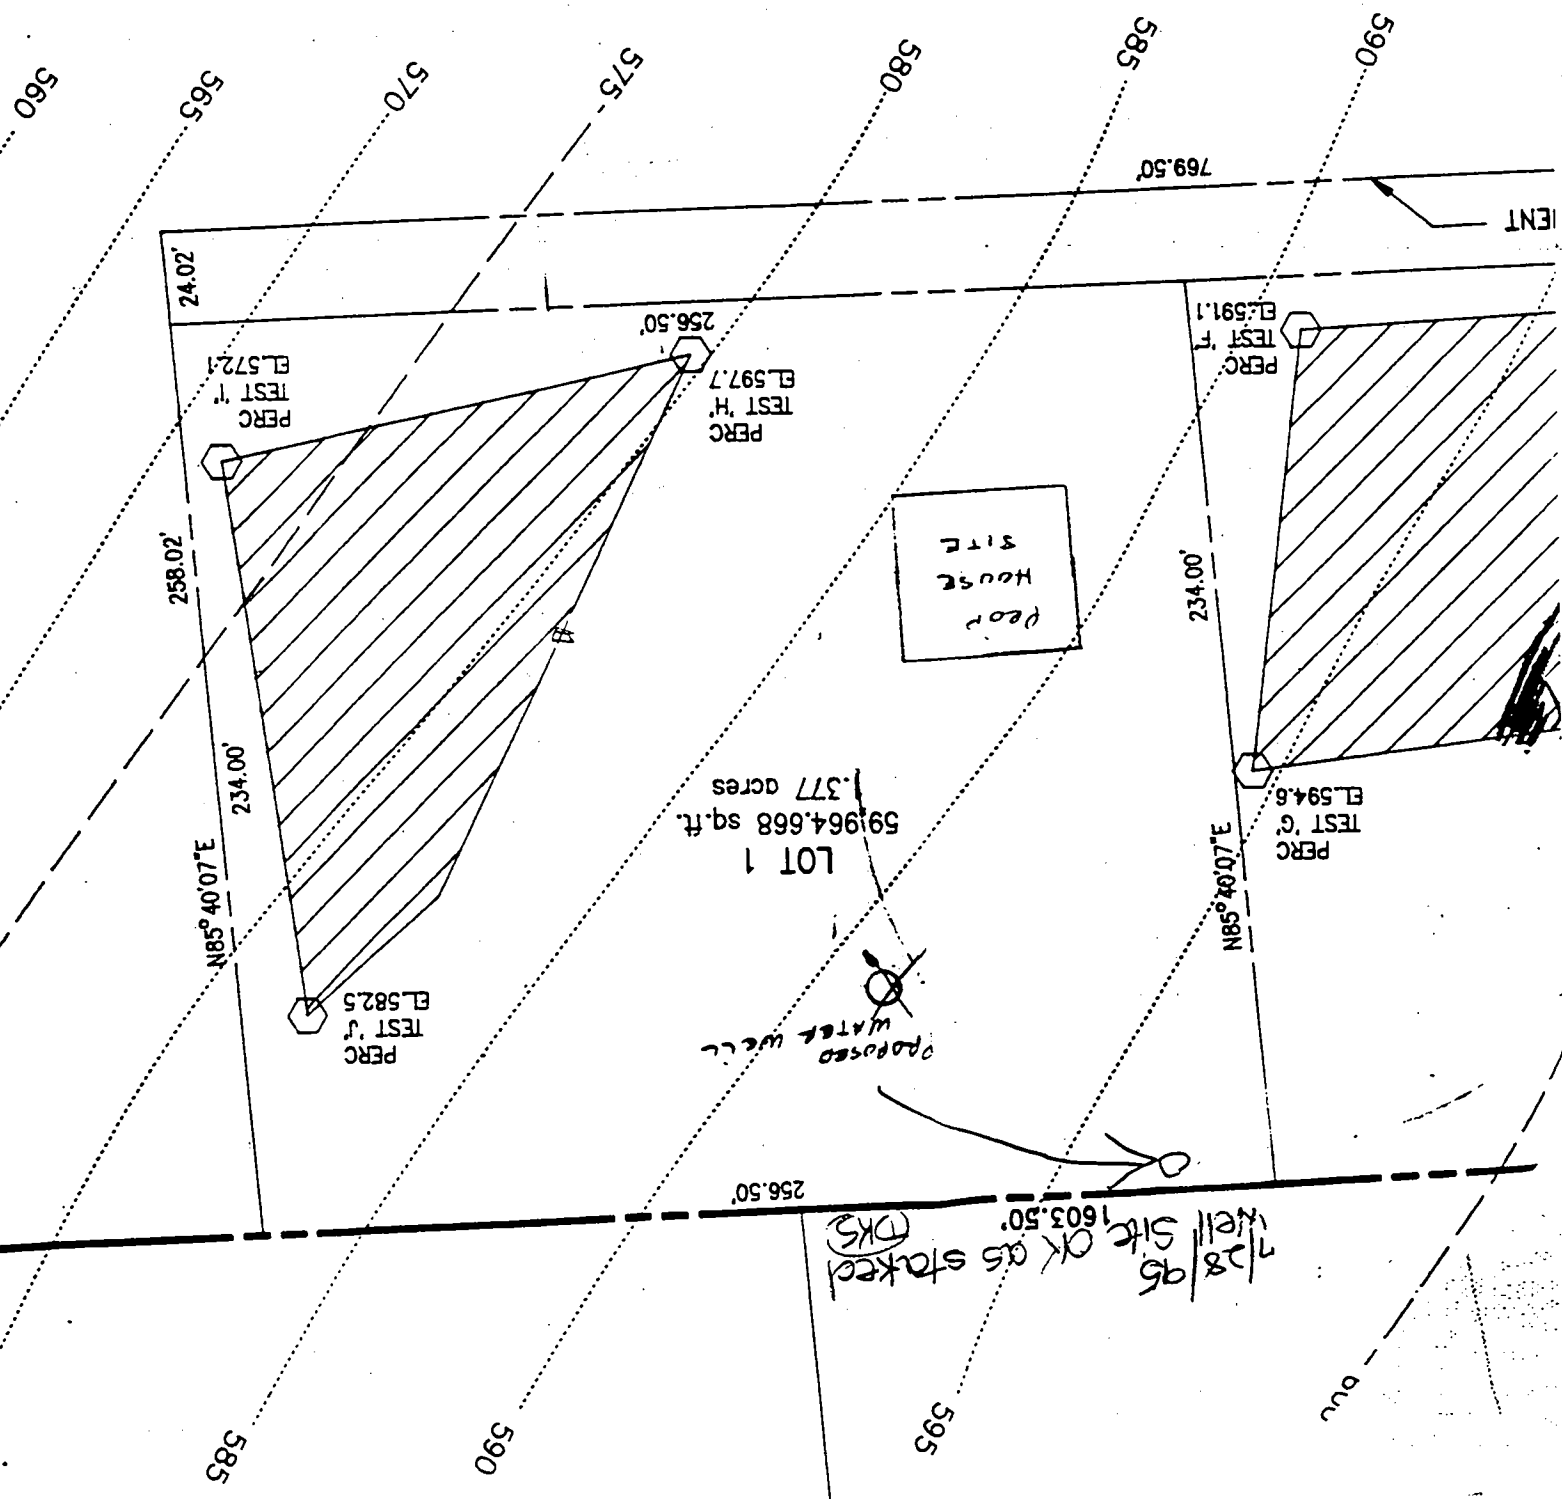 7/28/95
Well Site OK as staked
DKS
1603.50'
256.50'
595
590
585
PROPOSED
WATER WELL
PERC
TEST 'J'
EL.582.5
N85°40'07"E
234.00'
258.02'
24.02'
LOT 1
59,964.668 sq.ft.
1.377 acres
PERC
TEST 'G'
EL.594.6
N85°40'07"E
234.00'
PROP
HOUSE
SITE
PERC
TEST 'H'
EL.597.7
PERC
TEST 'I'
EL.572.1
PERC
TEST 'F'
EL.591.1
256.50'
769.50'
590
585
580
575
570
565
560